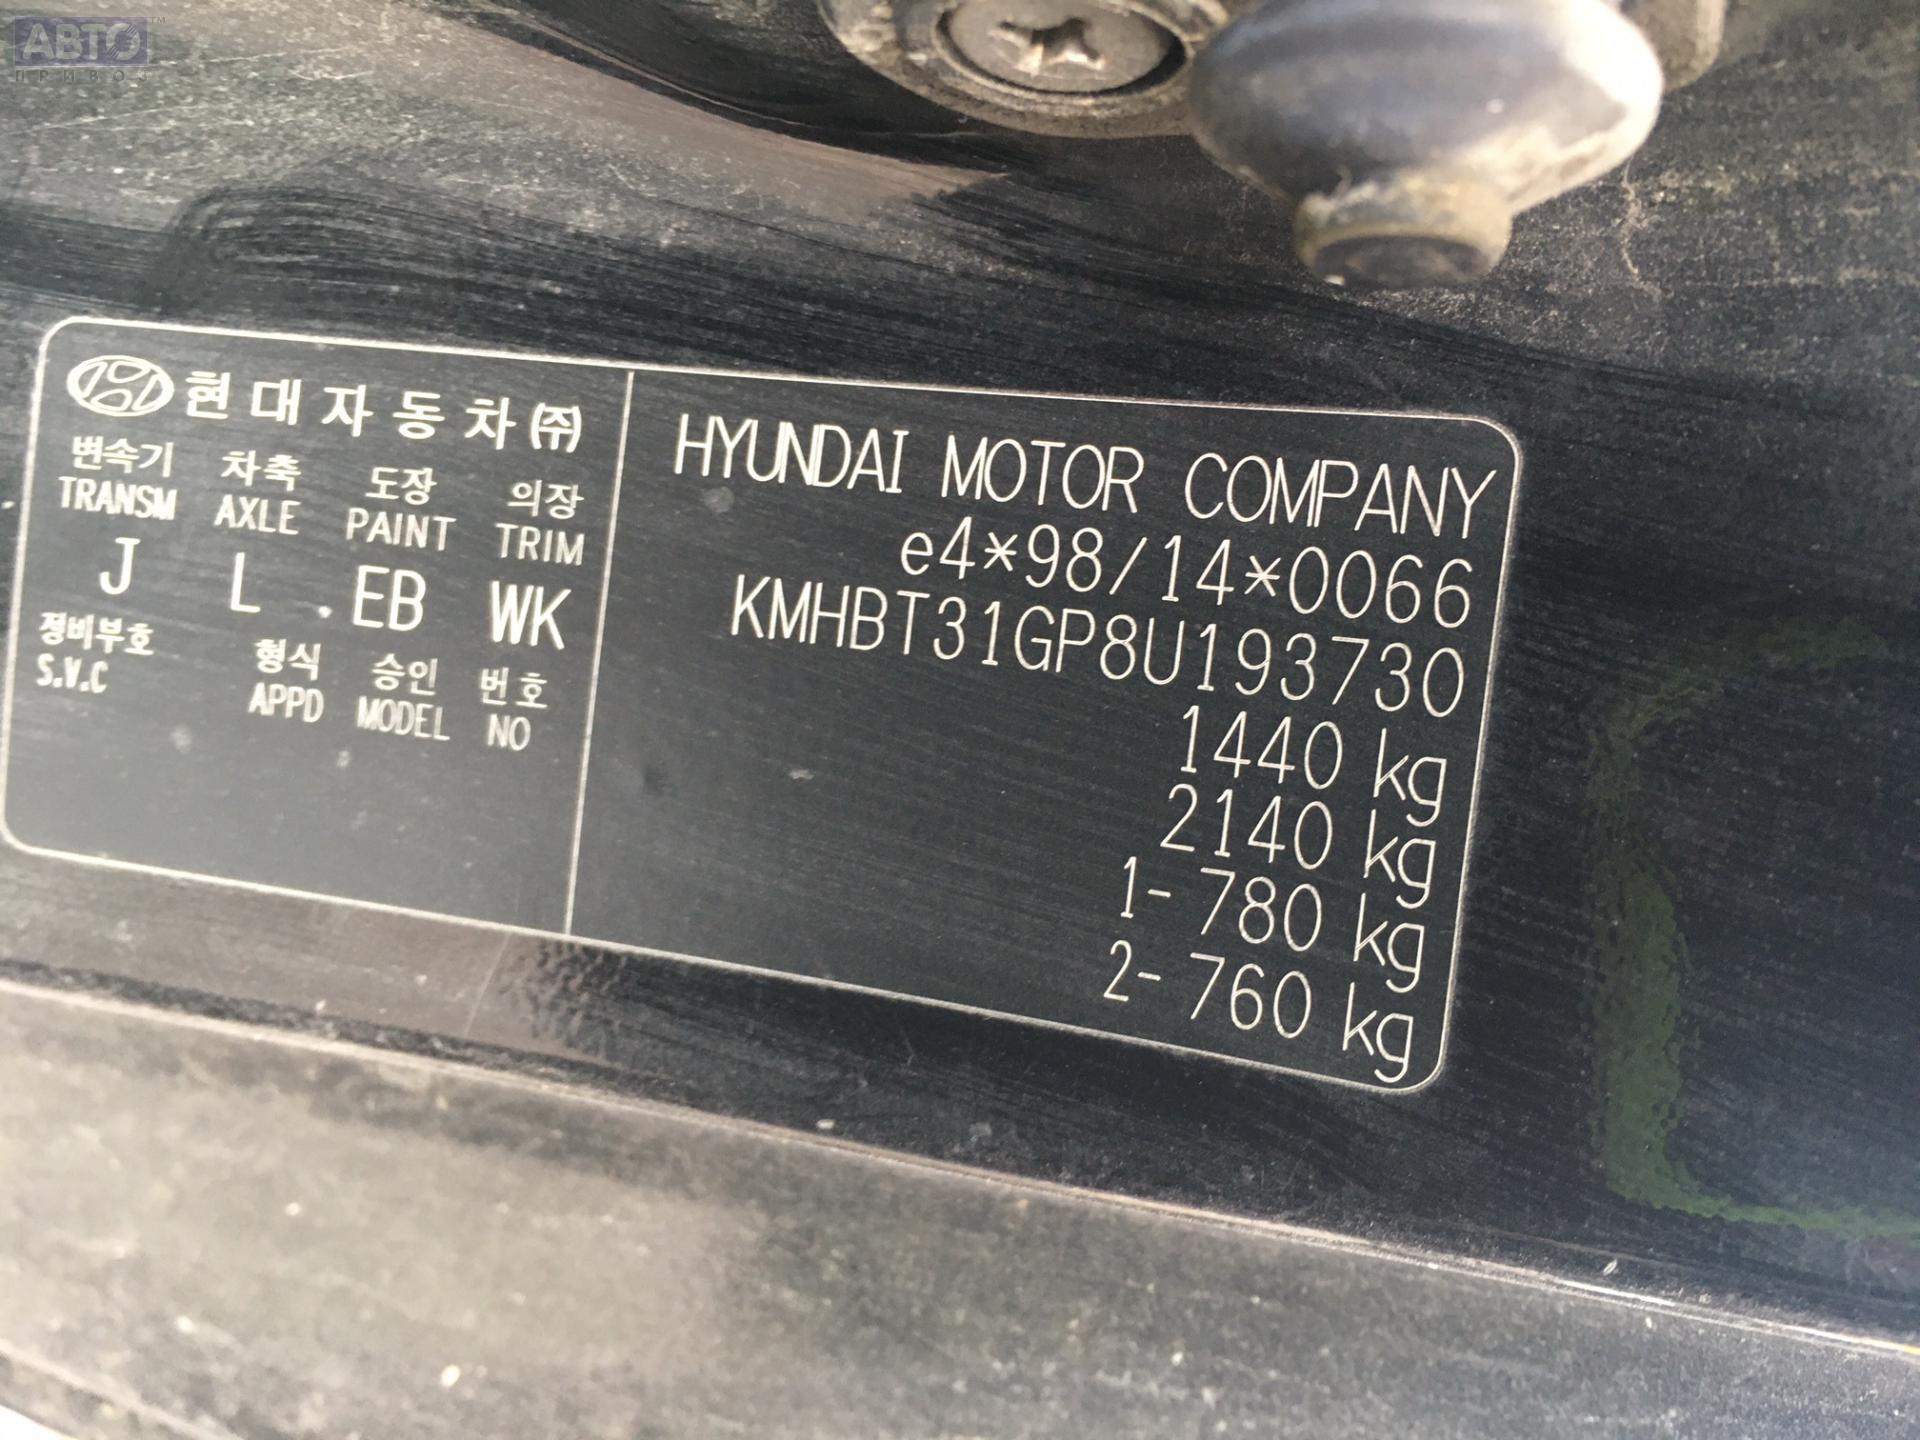 АВТО™
ПРИВОЗ
현대자동차(주)
변속기 차축 도장 의장
TRANSM AXLE PAINT TRIM
J L . EB WK
정비부호 형식 승인 번호
S.V.C APPD MODEL NO
HYUNDAI MOTOR COMPANY
e4*98/14*0066
KMHBT31GP8U193730
1440 kg
2140 kg
1- 780 kg
2- 760 kg